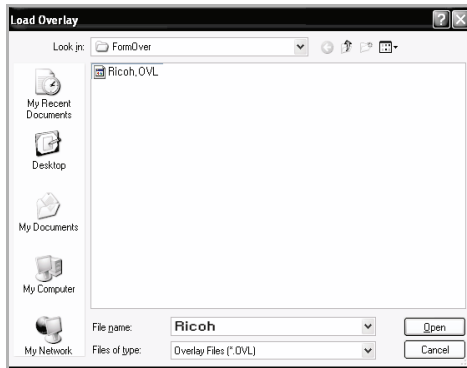 Load Overlay
Look in: FormOver
Ricoh.OVL
My Recent
Documents
Desktop
My Documents
My Computer
My Network
File name: Ricoh Open
Files of type: Overlay Files (*.OVL) Cancel